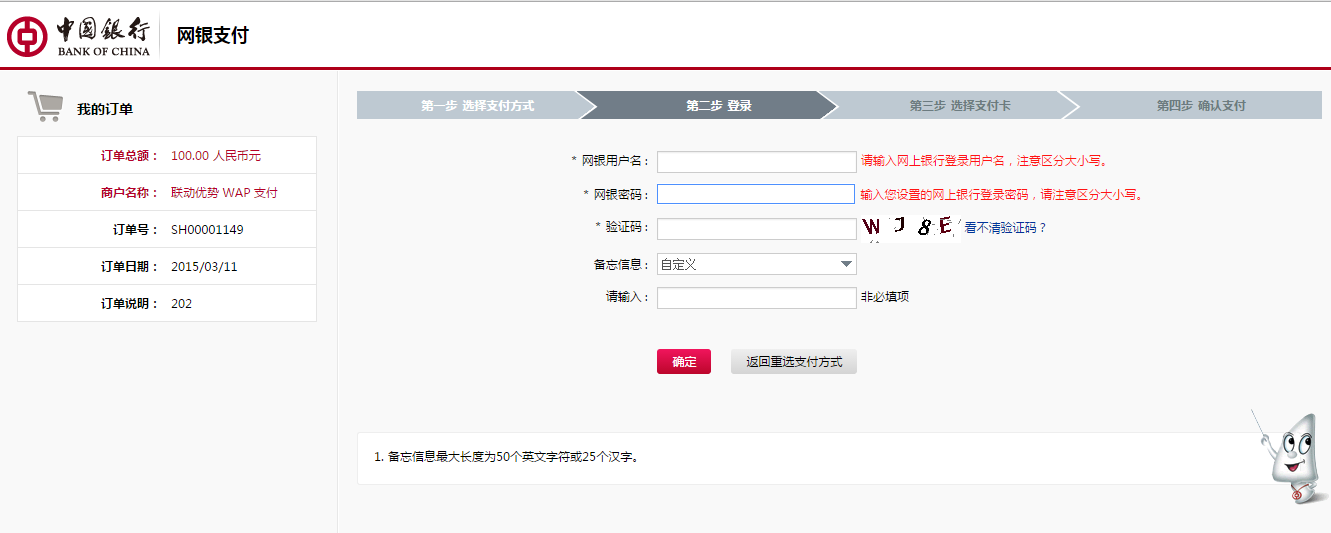 中国银行 网银支付
BANK OF CHINA
我的订单
订单总额： 100.00 人民币元
商户名称： 联动优势 WAP 支付
订单号： SH00001149
订单日期： 2015/03/11
订单说明： 202
第一步 选择支付方式 第二步 登录 第三步 选择支付卡 第四步 确认支付
* 网银用户名： 请输入网上银行登录用户名，注意区分大小写。
* 网银密码： 输入您设置的网上银行登录密码，请注意区分大小写。
* 验证码： W J 8 E 看不清验证码？
备忘信息： 自定义
请输入： 非必填项
确定 返回重选支付方式
1. 备忘信息最大长度为50个英文字符或25个汉字。